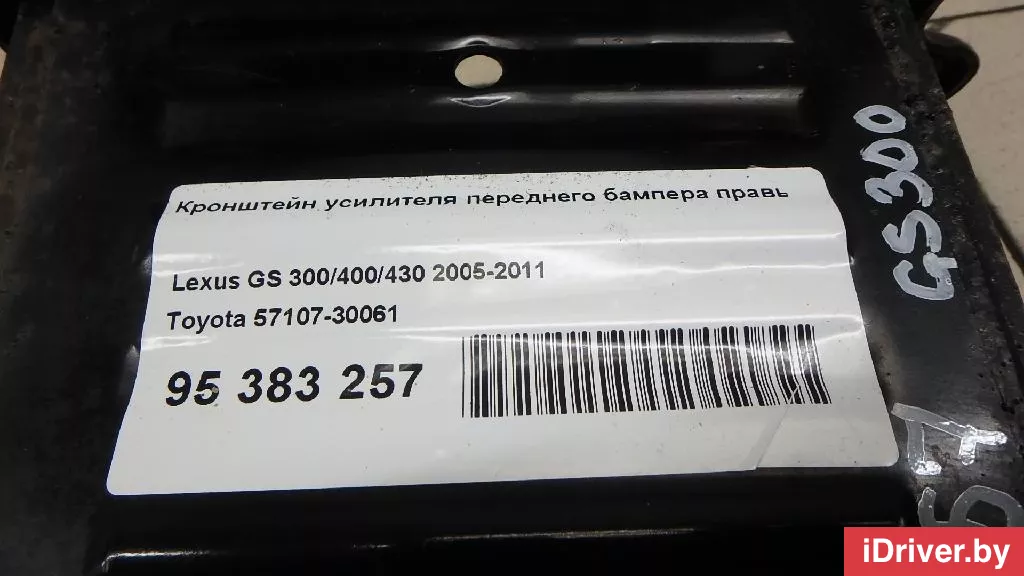 Кронштейн усилителя переднего бампера правы
Lexus GS 300/400/430 2005-2011
Toyota 57107-30061
95 383 257
GS300
iDriver.by